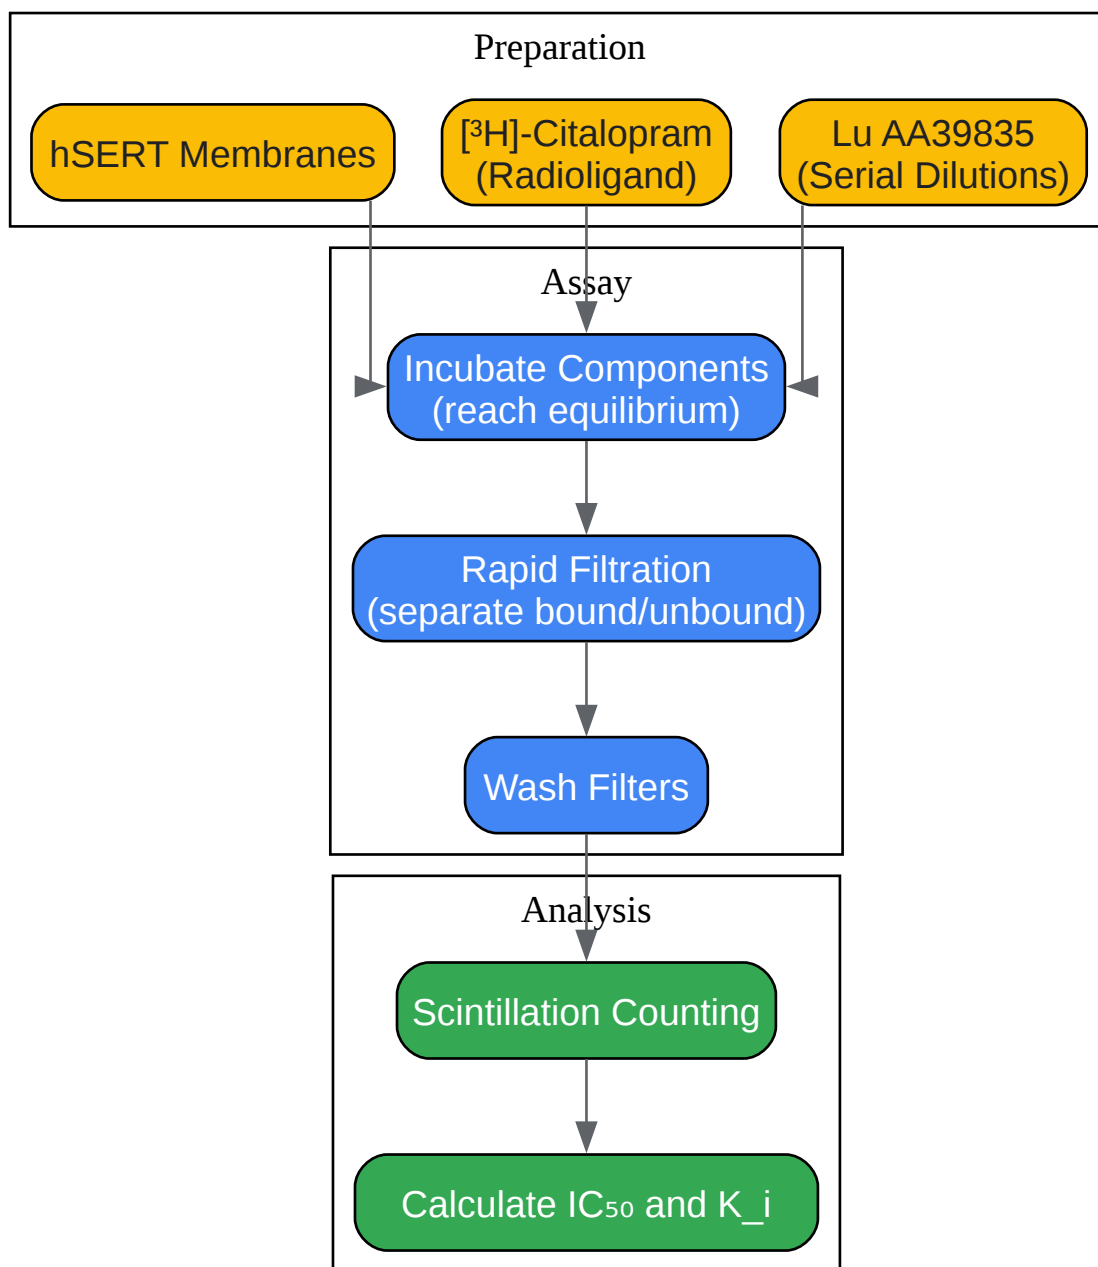 Preparation
hSERT Membranes
[³H]-Citalopram
(Radioligand)
Lu AA39835
(Serial Dilutions)
Assay
Incubate Components
(reach equilibrium)
Rapid Filtration
(separate bound/unbound)
Wash Filters
Analysis
Scintillation Counting
Calculate IC₅₀ and K_i